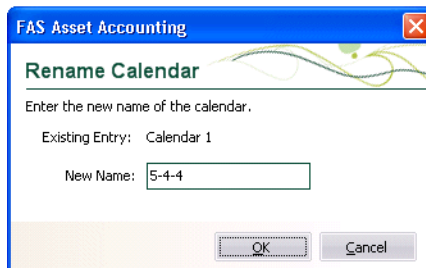 FAS Asset Accounting
Rename Calendar
Enter the new name of the calendar.
Existing Entry: Calendar 1
New Name: 5-4-4
OK Cancel